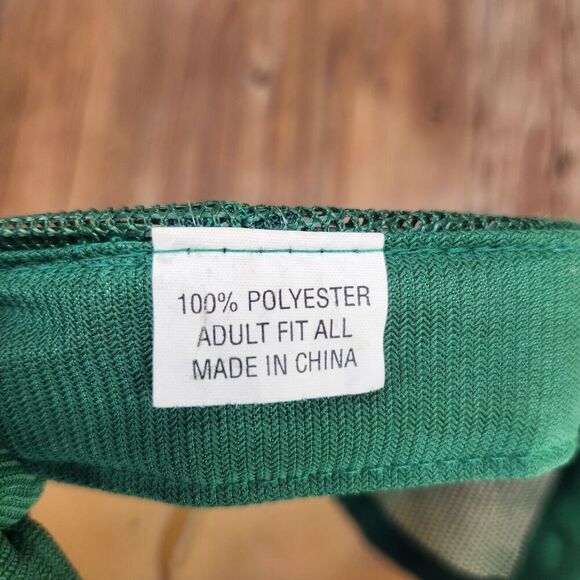 100% POLYESTER
ADULT FIT ALL
MADE IN CHINA